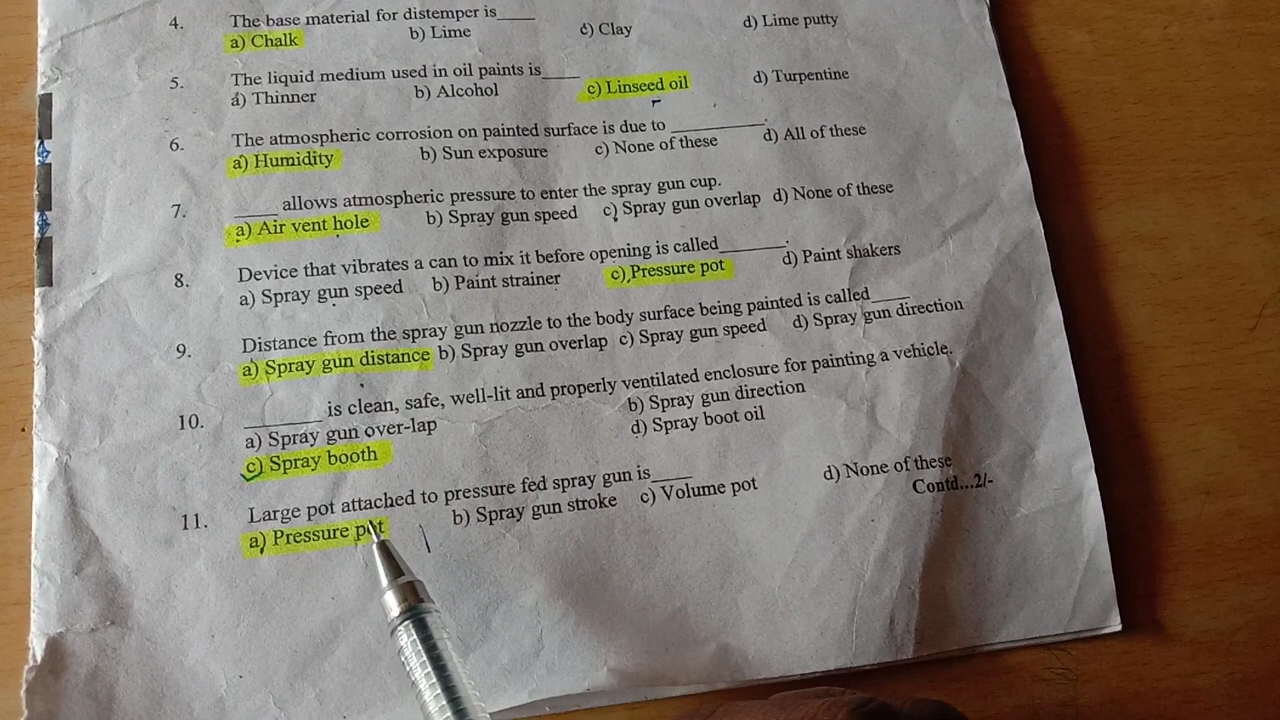 4. The base material for distemper is____
a) Chalk b) Lime c) Clay d) Lime putty
5. The liquid medium used in oil paints is____
a) Thinner b) Alcohol c) Linseed oil d) Turpentine
6. The atmospheric corrosion on painted surface is due to __________.
a) Humidity b) Sun exposure c) None of these d) All of these
7. ____ allows atmospheric pressure to enter the spray gun cup.
a) Air vent hole b) Spray gun speed c) Spray gun overlap d) None of these
8. Device that vibrates a can to mix it before opening is called_______.
a) Spray gun speed b) Paint strainer c) Pressure pot d) Paint shakers
9. Distance from the spray gun nozzle to the body surface being painted is called____
a) Spray gun distance b) Spray gun overlap c) Spray gun speed d) Spray gun direction
10. ________ is clean, safe, well-lit and properly ventilated enclosure for painting a vehicle.
a) Spray gun over-lap b) Spray gun direction
c) Spray booth d) Spray boot oil
11. Large pot attached to pressure fed spray gun is____
a) Pressure pot b) Spray gun stroke c) Volume pot d) None of these
Contd...2/-